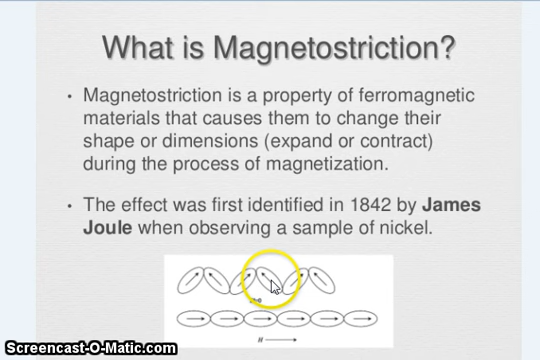 What is Magnetostriction?
• Magnetostriction is a property of ferromagnetic
materials that causes them to change their
shape or dimensions (expand or contract)
during the process of magnetization.
• The effect was first identified in 1842 by James
Joule when observing a sample of nickel.
H
Screencast-O-Matic.com